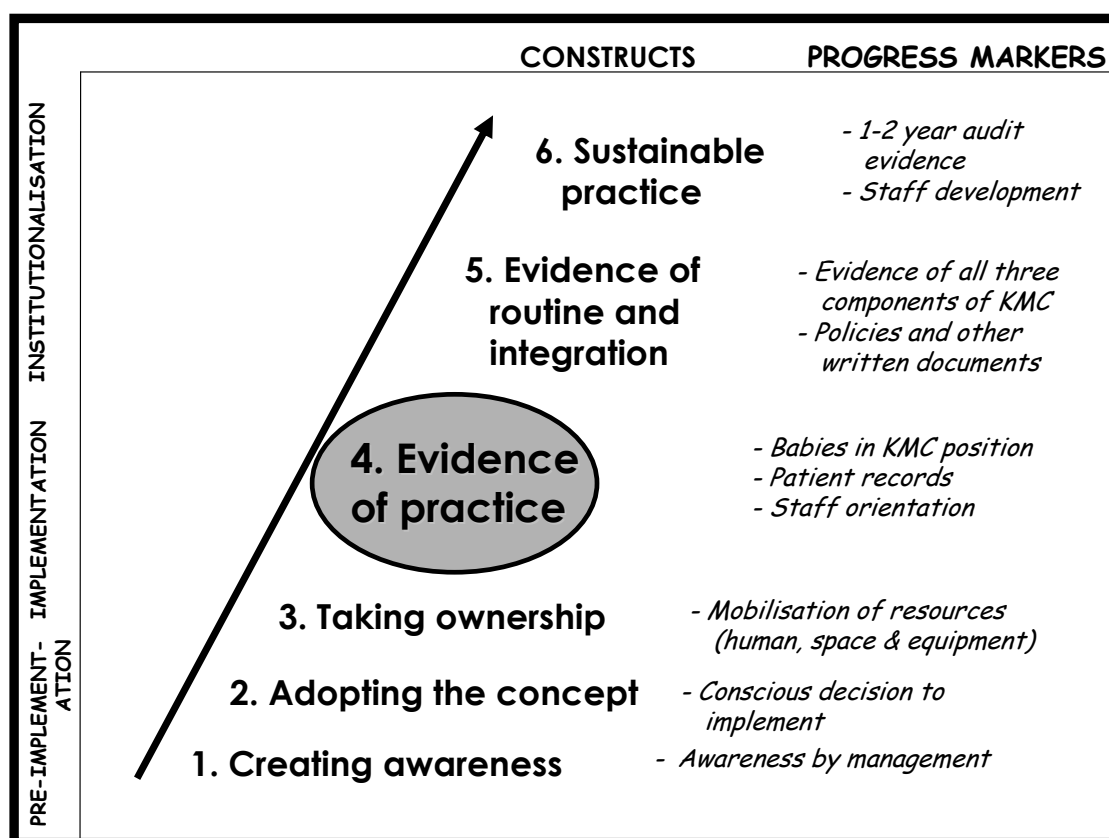 CONSTRUCTS
PROGRESS MARKERS
INSTITUTIONALISATION
6. Sustainable
practice
- 1-2 year audit
evidence
- Staff development
5. Evidence of
routine and
integration
- Evidence of all three
components of KMC
- Policies and other
written documents
IMPLEMENTATION
4. Evidence
of practice
- Babies in KMC position
- Patient records
- Staff orientation
3. Taking ownership
- Mobilisation of resources
(human, space & equipment)
PRE-IMPLEMENT-
ATION
2. Adopting the concept
- Conscious decision to
implement
1. Creating awareness
- Awareness by management